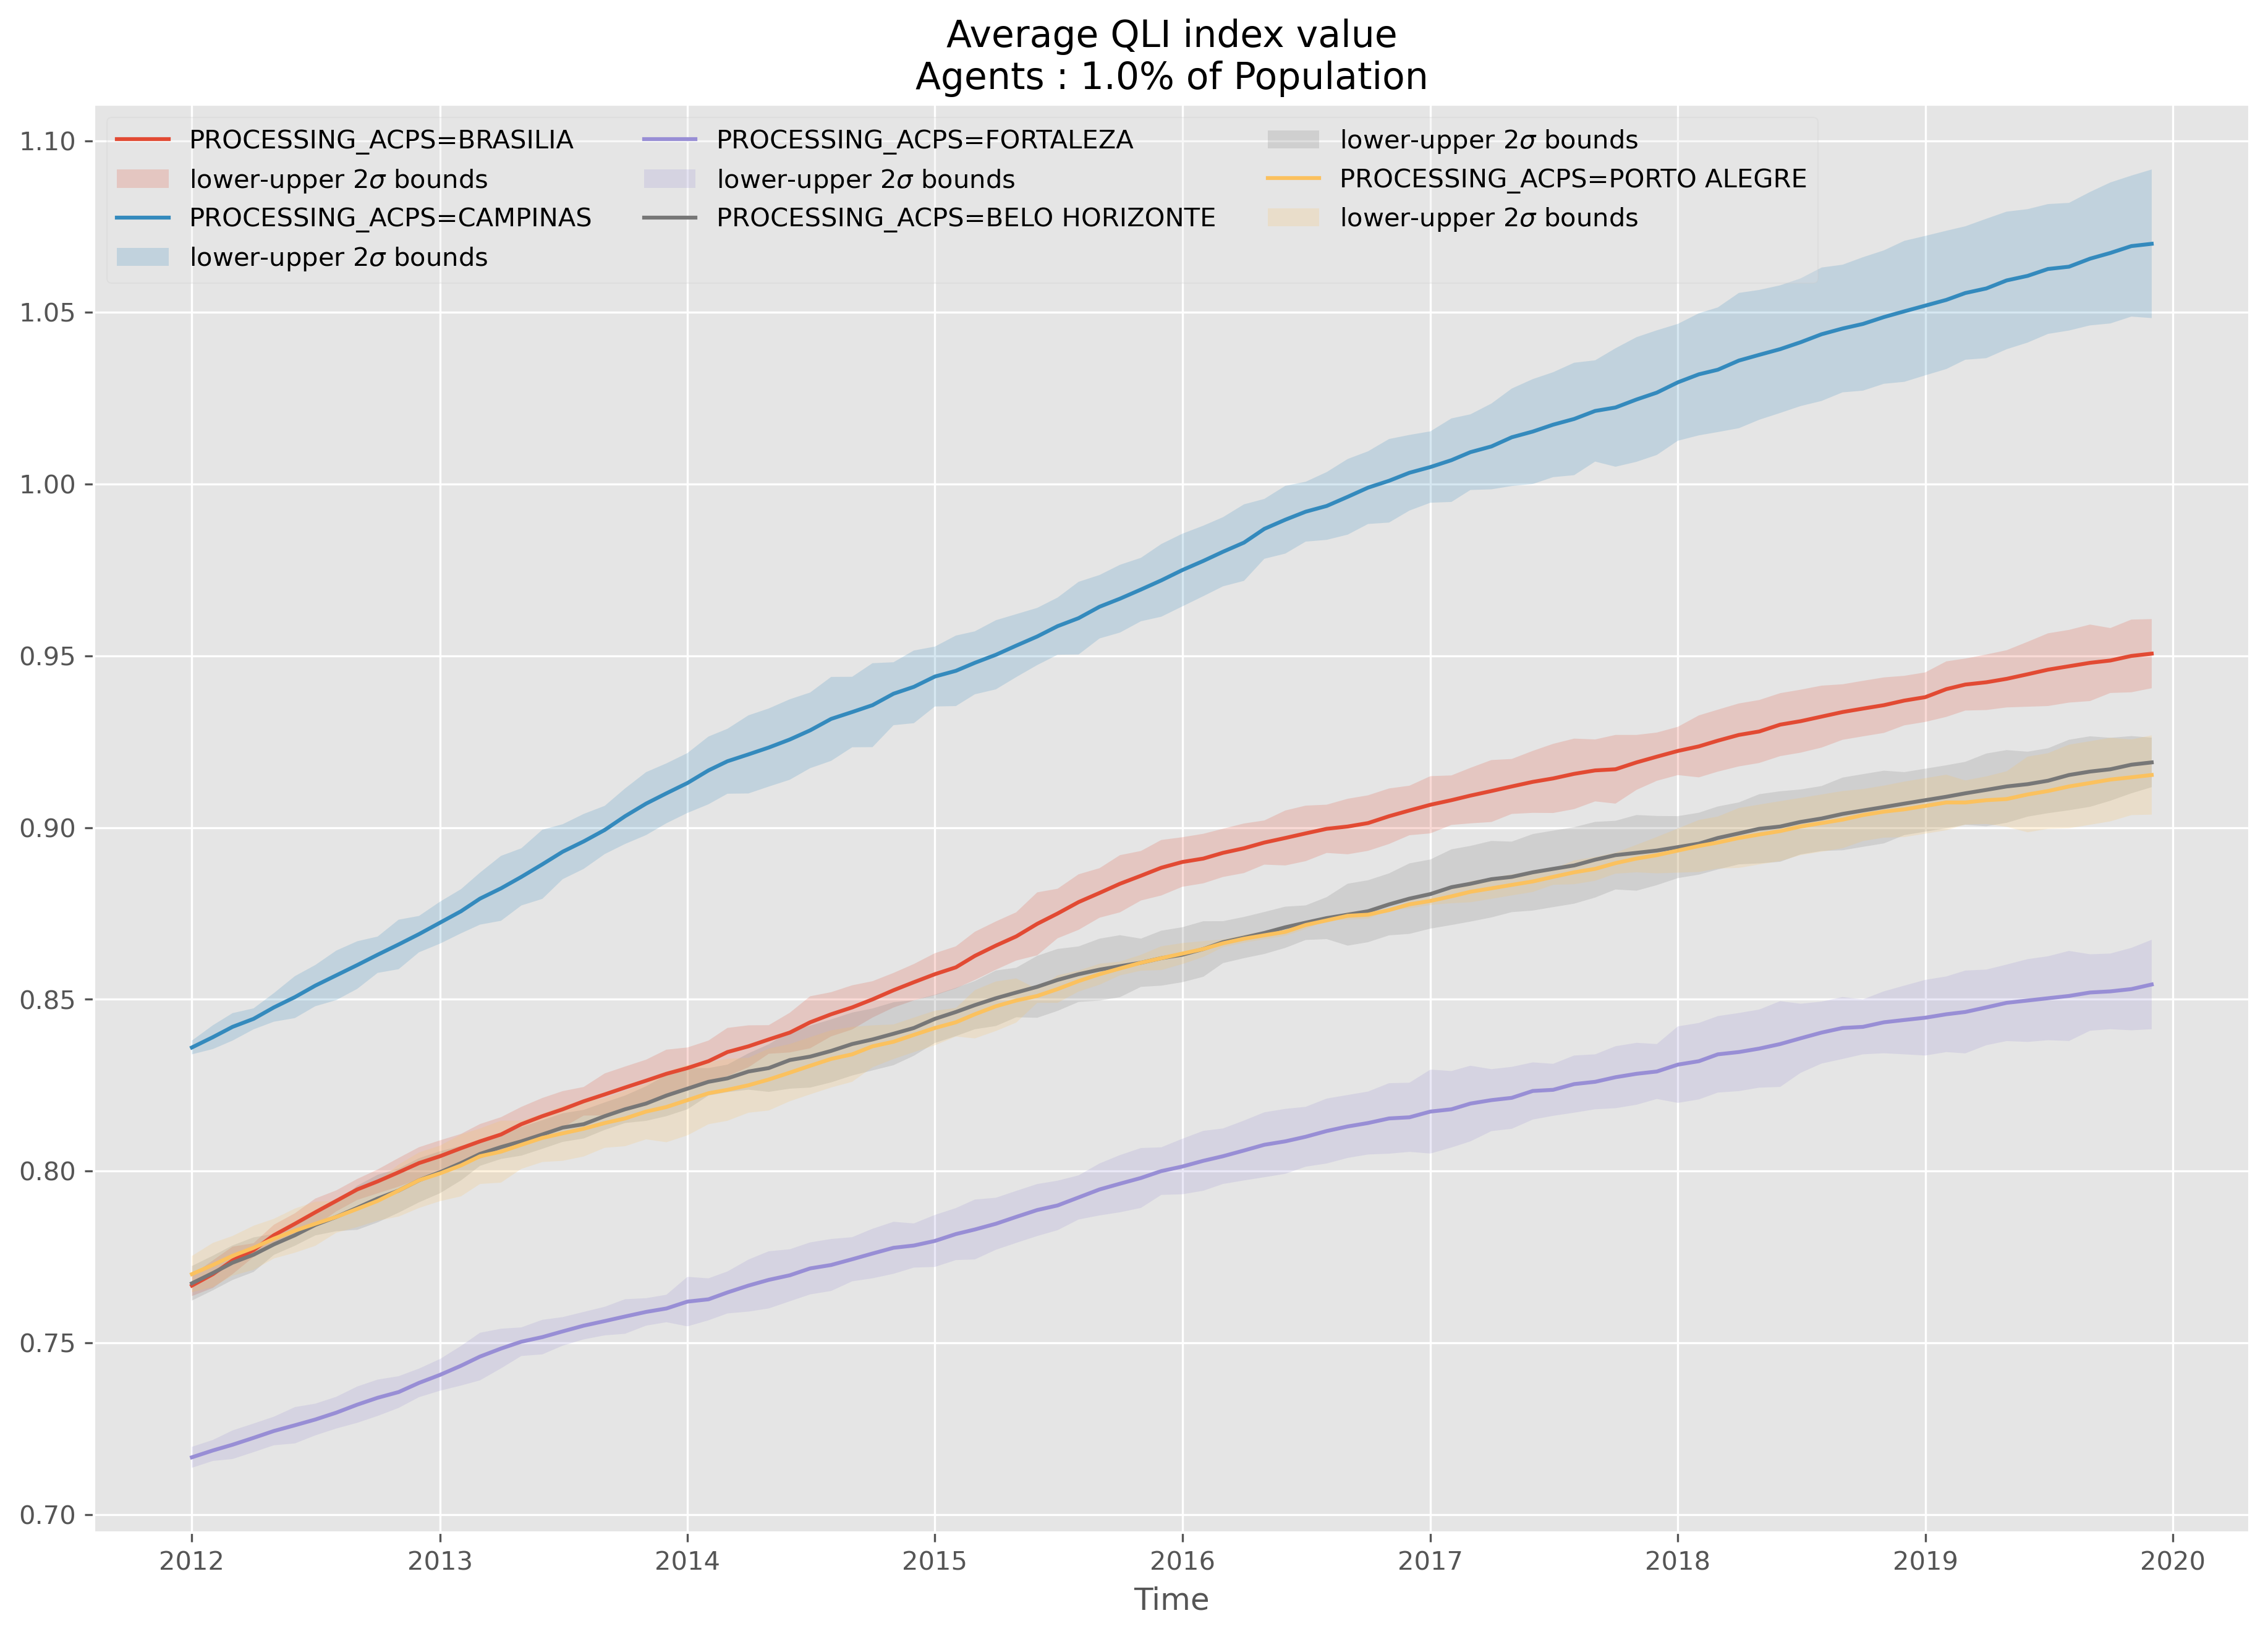 Average QLI index value
Agents : 1.0% of Population
PROCESSING_ACPS=BRASILIA
lower-upper 2σ bounds
PROCESSING_ACPS=CAMPINAS
lower-upper 2σ bounds
PROCESSING_ACPS=FORTALEZA
lower-upper 2σ bounds
PROCESSING_ACPS=BELO HORIZONTE
lower-upper 2σ bounds
PROCESSING_ACPS=PORTO ALEGRE
lower-upper 2σ bounds
1.10
1.05
1.00
0.95
0.90
0.85
0.80
0.75
0.70
2012 2013 2014 2015 2016 2017 2018 2019 2020
Time